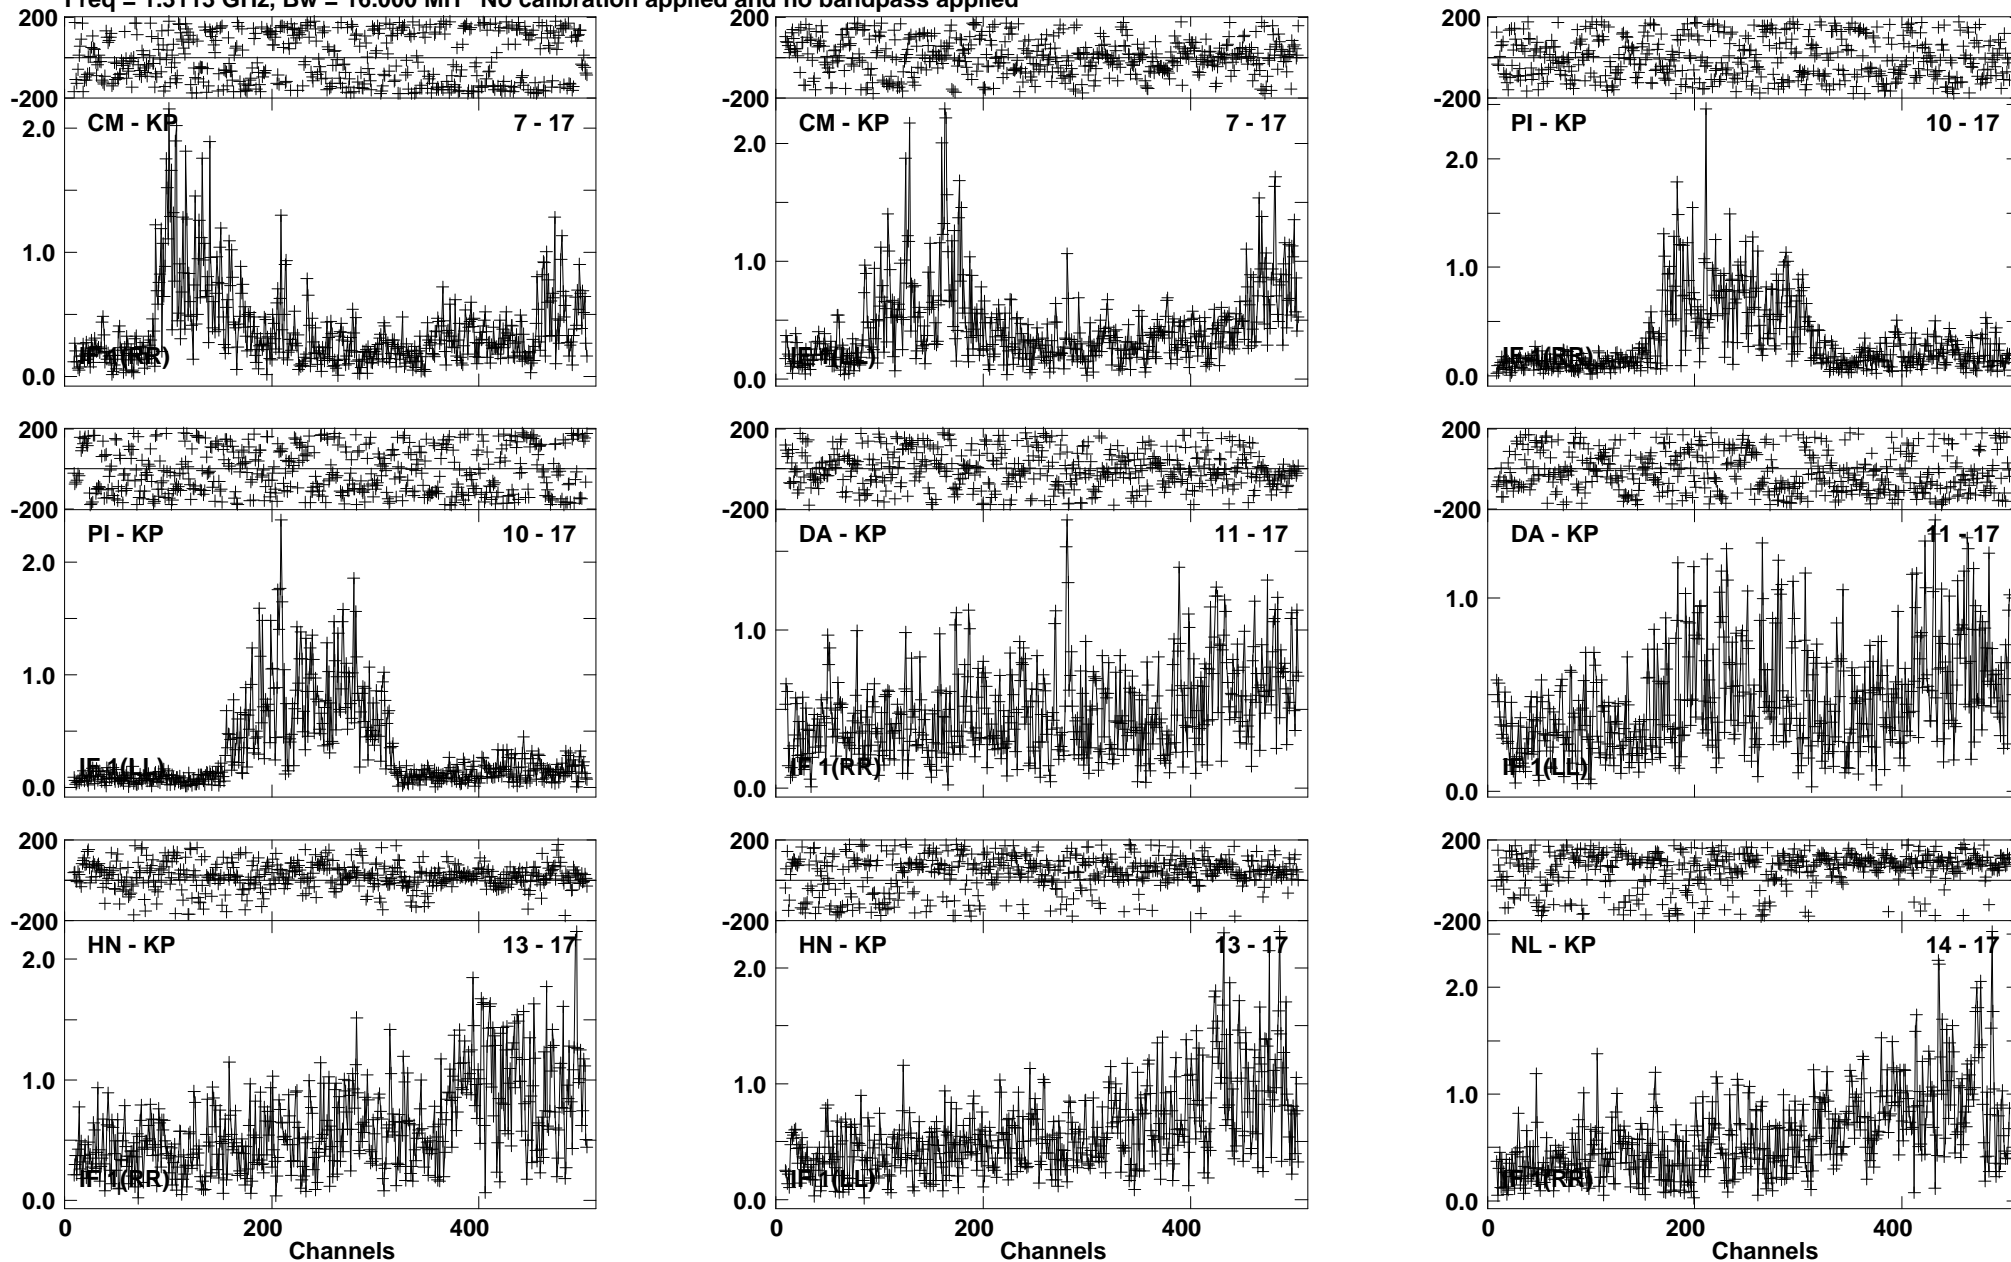 Freq = 1.3115 GHz, Bw = 16.000 MH No calibration applied and no bandpass applied
200 200 200
-200 -200 -200
CM - KP 7 - 17 CM - KP 7 - 17 PI - KP 10 - 17
2.0 2.0 2.0
1.0 1.0 1.0
IF 1(RR) IF 1(LL) IF 1(RR)
0.0 0.0 0.0
200 200 200
-200 -200 -200
PI - KP 10 - 17 DA - KP 11 - 17 DA - KP 11 - 17
2.0
1.0 1.0 1.0
IF 1(LL) IF 1(RR) IF 1(LL)
0.0 0.0 0.0
200 200 200
-200 -200 -200
HN - KP 13 - 17 HN - KP 13 - 17 NL - KP 14 - 17
2.0 2.0 2.0
1.0 1.0 1.0
IF 1(RR) IF 1(LL) IF 1(RR)
0.0 0.0 0.0
0 200 400 200 400 0 200 400
Channels Channels Channels